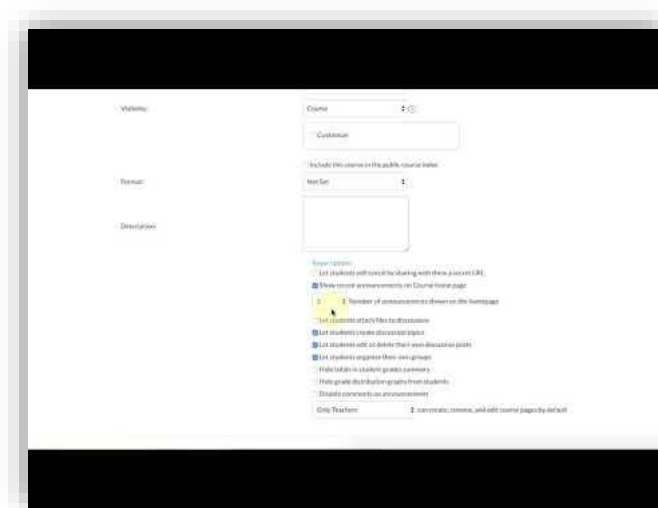 Visibility:
Course
Customize
Include this course in the public course index
Format:
Not Set
Description:
Let students self-enroll by sharing with them a secret URL
Show recent announcements on Course home page
Number of announcements shown on the homepage
Let students attach files to discussions
Let students create discussion topics
Let students edit or delete their own discussion posts
Let students organize their own groups
Hide totals in student grades summary
Hide grade distribution graphs from students
Disable comments on announcements
Only Teachers
can create, rename, and edit course pages by default